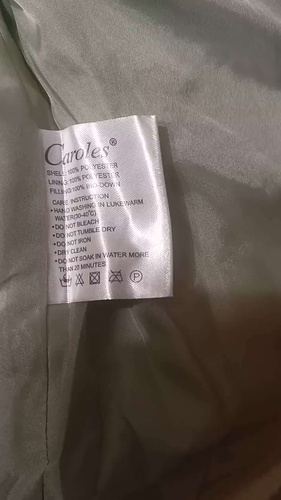 Caroles®
SHELL: 100% POLYESTER
LINING: 100% POLYESTER
FILLING: 100% BIO-DOWN
CARE INSTRUCTION
• HAND WASHING IN LUKEWARM
WATER(30-40°C)
• DO NOT BLEACH
• DO NOT TUMBLE DRY
• DO NOT IRON
• DRY CLEAN
• DO NOT SOAK IN WATER MORE
THAN 20 MINUTES.
P